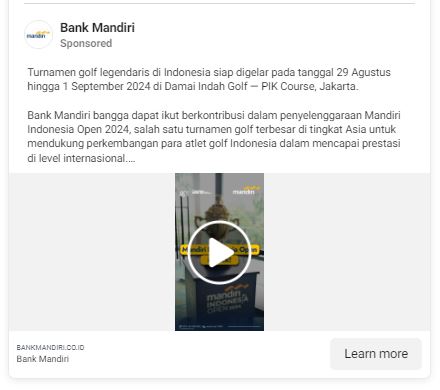 Bank Mandiri
Sponsored
Turnamen golf legendaris di Indonesia siap digelar pada tanggal 29 Agustus
hingga 1 September 2024 di Damai Indah Golf — PIK Course, Jakarta.
Bank Mandiri bangga dapat ikut berkontribusi dalam penyelenggaraan Mandiri
Indonesia Open 2024, salah satu turnamen golf terbesar di tingkat Asia untuk
mendukung perkembangan para atlet golf Indonesia dalam mencapai prestasi
di level internasional....
mandiri
mandiri
INDONESIA
OPEN 2024
BANKMANDIRI.CO.ID
Bank Mandiri
Learn more